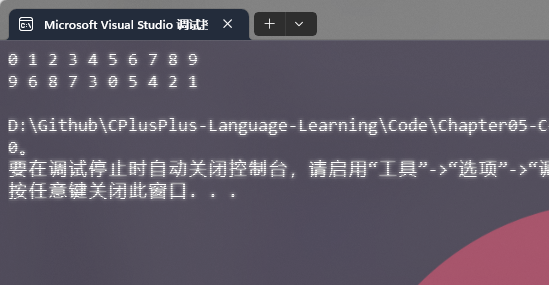 Microsoft Visual Studio 调试
0 1 2 3 4 5 6 7 8 9
9 6 8 7 3 0 5 4 2 1
D:\Github\CPlusPlus-Language-Learning\Code\Chapter05-C
0。
要在调试停止时自动关闭控制台，请启用“工具”->“选项”->“调
按任意键关闭此窗口. . .